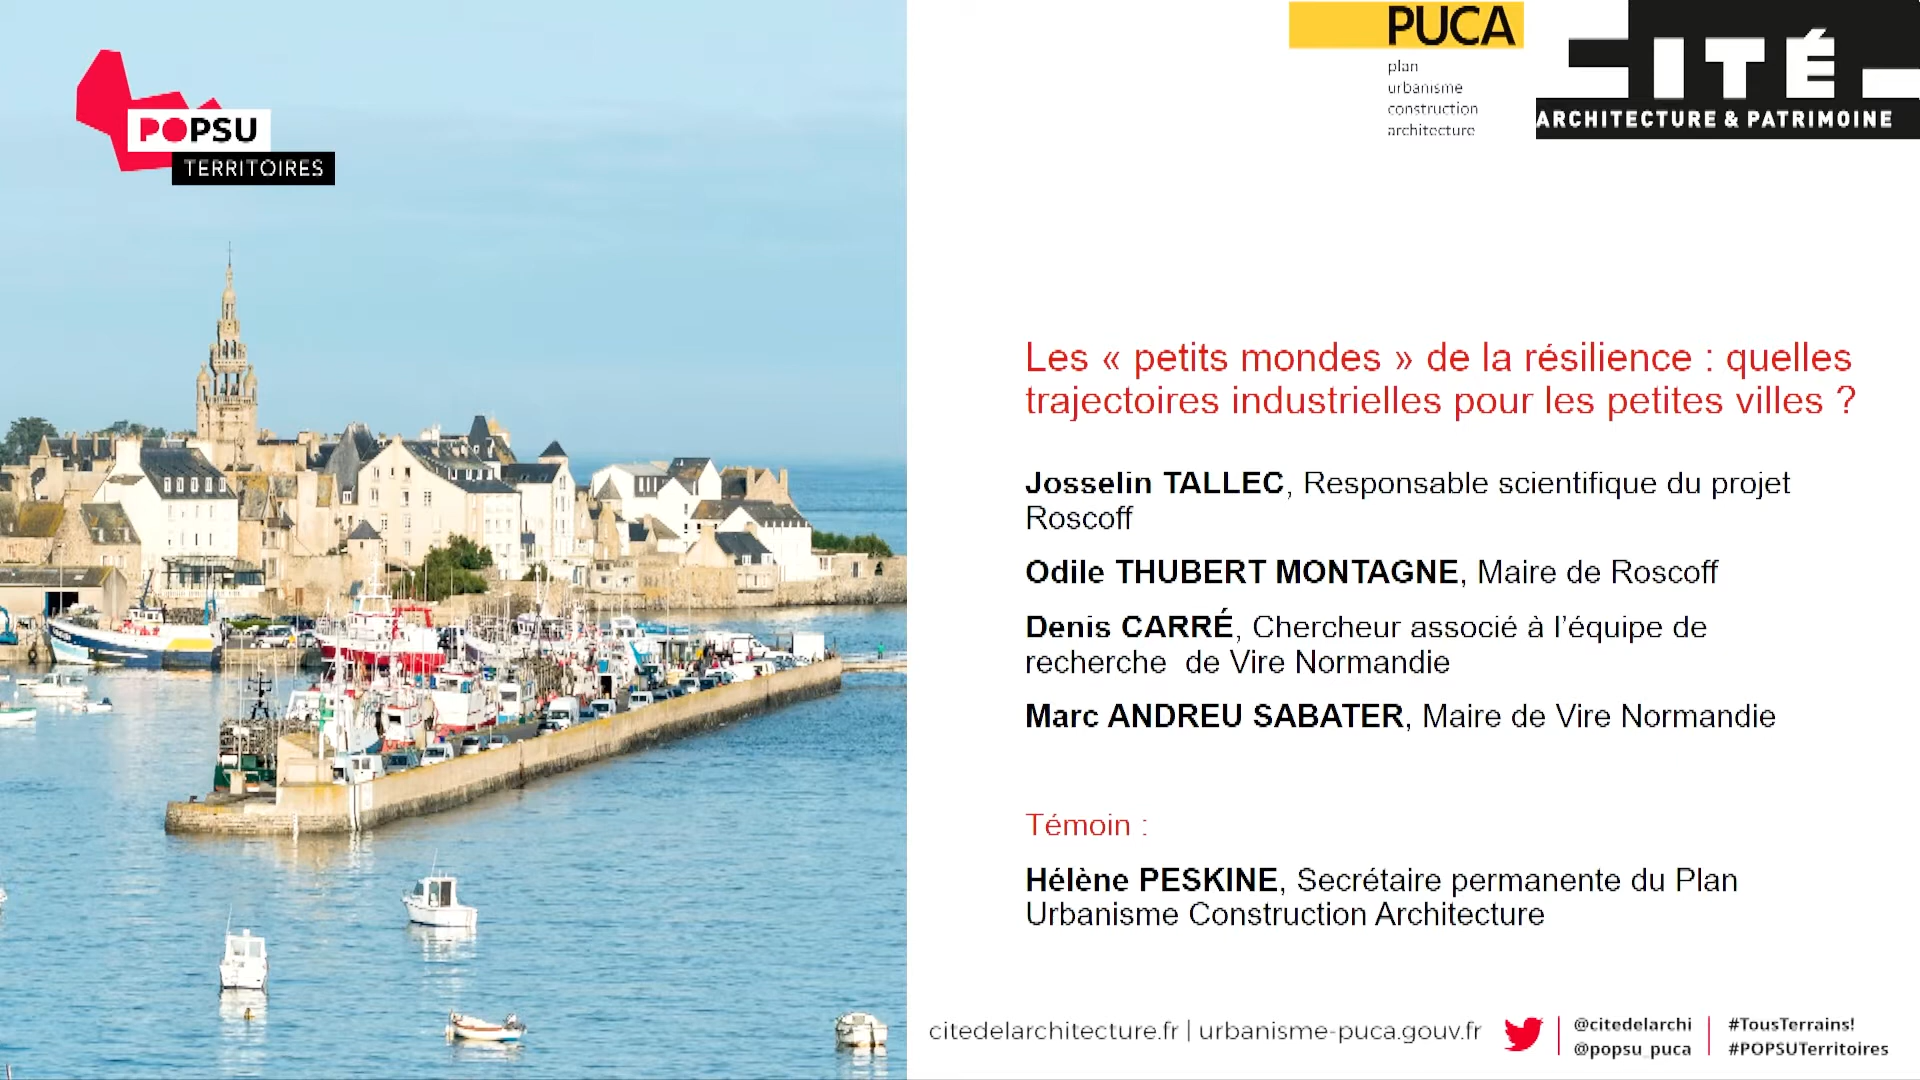 POPSU
TERRITOIRES
PUCA
plan
urbanisme
construction
architecture
CITÉ
ARCHITECTURE & PATRIMOINE
Les « petits mondes » de la résilience : quelles
trajectoires industrielles pour les petites villes ?
Josselin TALLEC, Responsable scientifique du projet
Roscoff
Odile THUBERT MONTAGNE, Maire de Roscoff
Denis CARRÉ, Chercheur associé à l’équipe de
recherche de Vire Normandie
Marc ANDREU SABATER, Maire de Vire Normandie
Témoin :
Hélène PESKINE, Secrétaire permanente du Plan
Urbanisme Construction Architecture
citedelarchitecture.fr | urbanisme-puca.gouv.fr
@citedelarchi
@popsu_puca
#TousTerrains!
#POPSUTerritoires